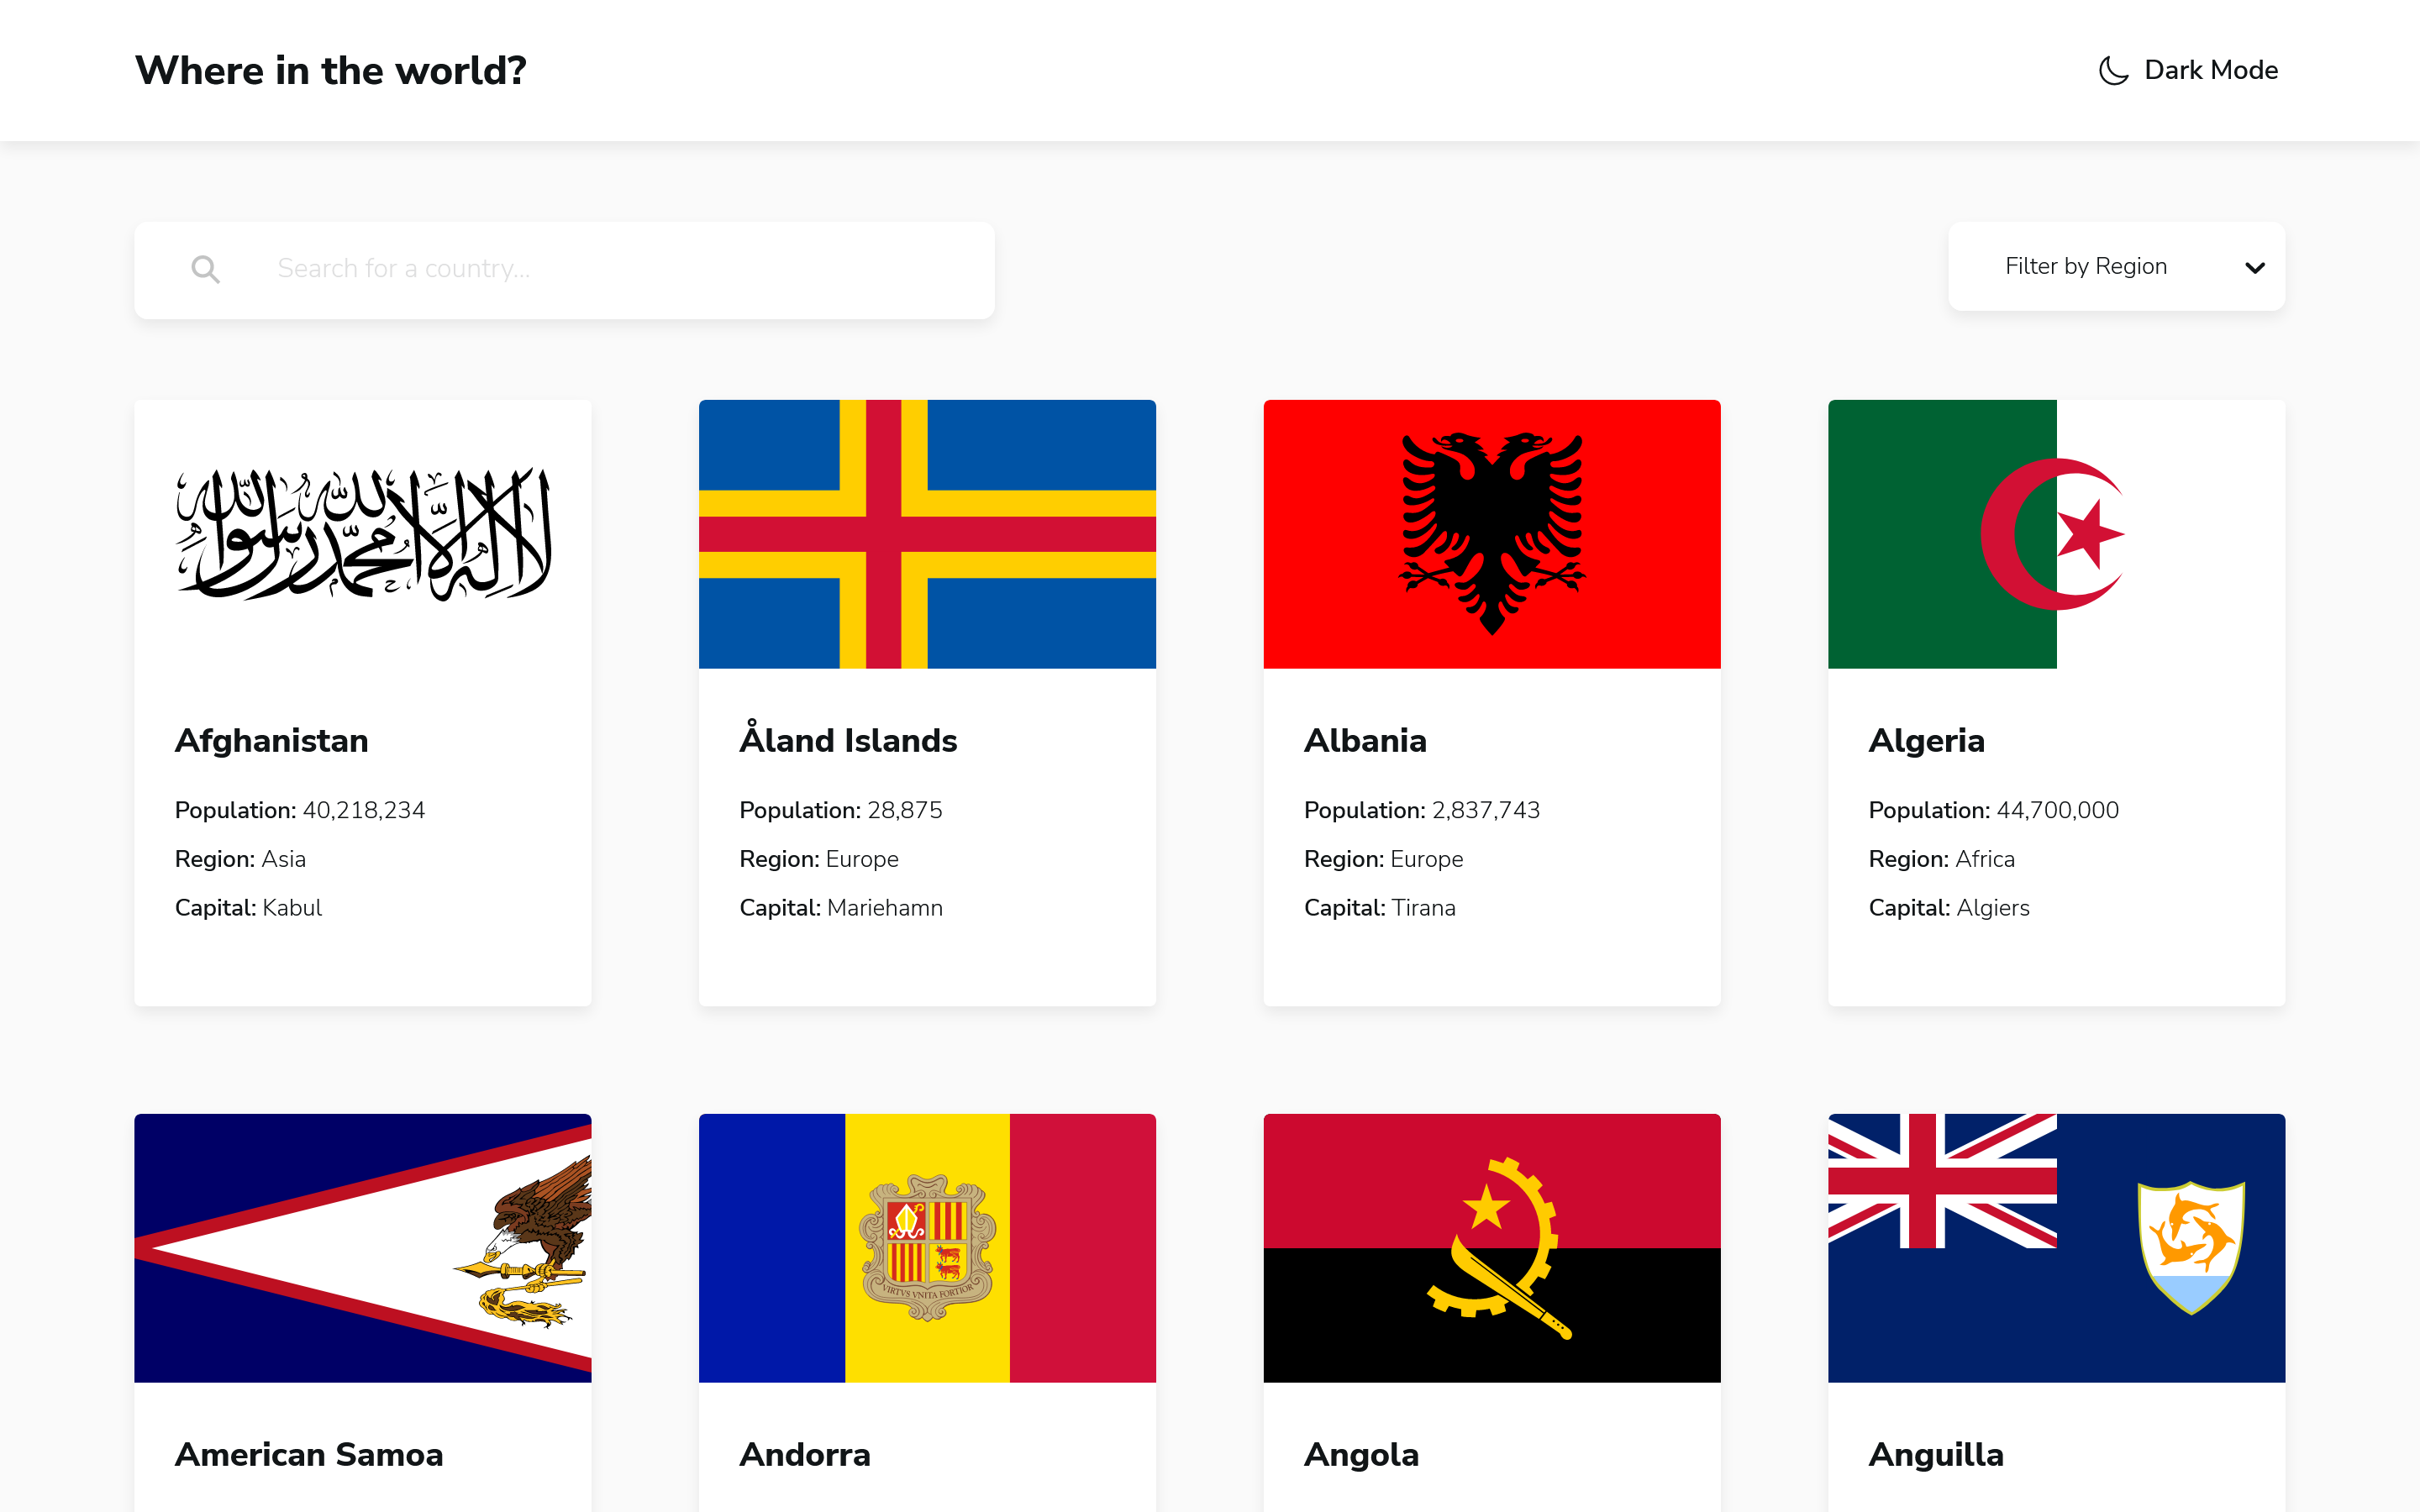 Where in the world?
Dark Mode
Search for a country...
Filter by Region
لا إله إلا الله محمد رسول الله
VIRTVS VNITA FORTIOR
Afghanistan
Population: 40,218,234
Region: Asia
Capital: Kabul
Åland Islands
Population: 28,875
Region: Europe
Capital: Mariehamn
Albania
Population: 2,837,743
Region: Europe
Capital: Tirana
Algeria
Population: 44,700,000
Region: Africa
Capital: Algiers
American Samoa
Andorra
Angola
Anguilla